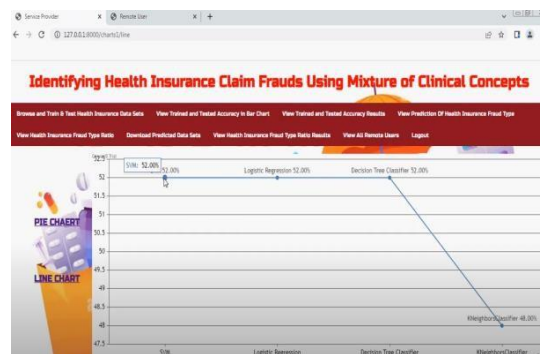 Service Provider
Remote User
127.0.0.1:8000/charts1/line
Identifying Health Insurance Claim Frauds Using Mixture of Clinical Concepts
Browse and Train & Test Health Insurance Data Sets
View Trained and Tested Accuracy in Bar Chart
View Trained and Tested Accuracy Results
View Prediction Of Health Insurance Fraud Type
View Health Insurance Fraud Type Ratio
Download Predicted Data Sets
View Health Insurance Fraud Type Ratio Results
View All Remote Users
Logout
52.5
SVM: 52.00%
52.00%
Logistic Regression 52.00%
Decision Tree Classifier 52.00%
52
51.5
51
PIE CHAERT
50.5
50
49.5
LINE CHART
49
48.5
KNeighborsClassifier 48.00%
48
47.5
SVM
Logistic Regression
Decision Tree Classifier
KNeighborsClassifier